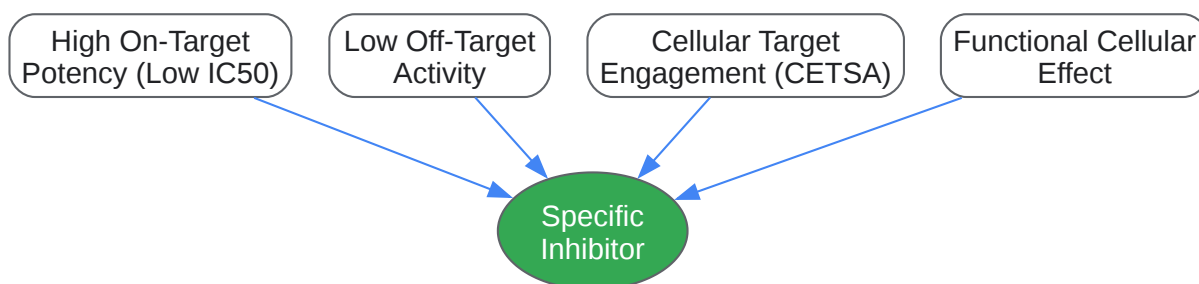 High On-Target
Potency (Low IC50)
Low Off-Target
Activity
Cellular Target
Engagement (CETSA)
Functional Cellular
Effect
Specific
Inhibitor